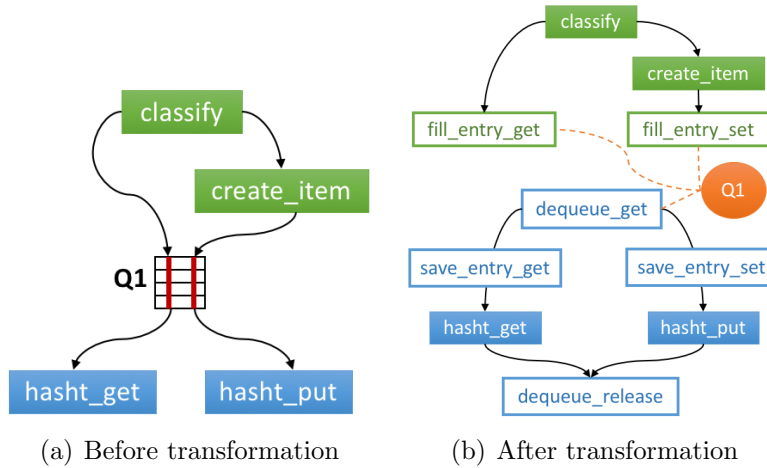 classify
create_item
Q1
hasht_get
hasht_put
(a) Before transformation
classify
create_item
fill_entry_get
fill_entry_set
Q1
dequeue_get
save_entry_get
save_entry_set
hasht_get
hasht_put
dequeue_release
(b) After transformation